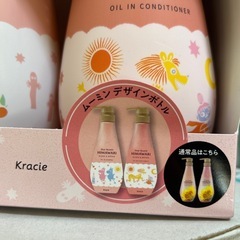 OIL IN CONDITIONER
ムーミン デザインボトル
Kracie
通常品はこちら